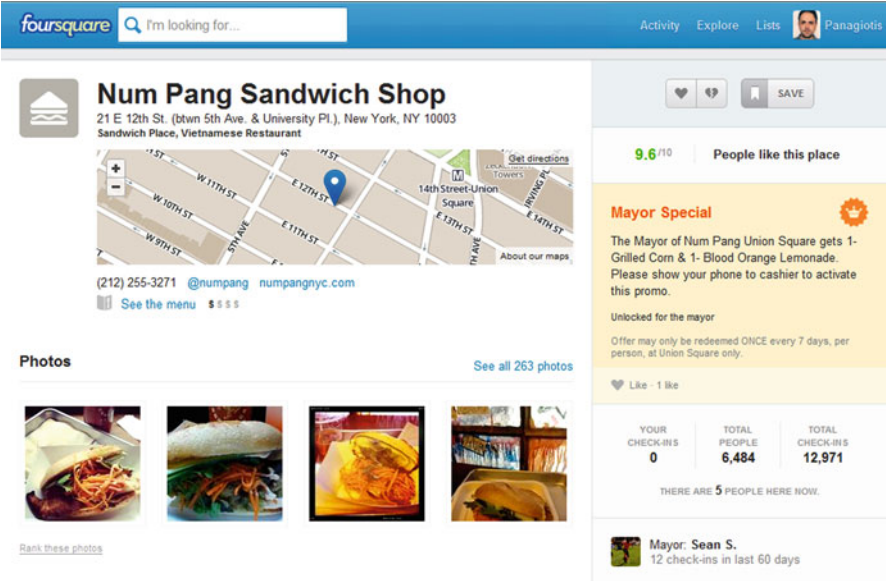 foursquare
I'm looking for...
Activity Explore Lists Panagiotis
Num Pang Sandwich Shop
21 E 12th St. (btwn 5th Ave. & University Pl.), New York, NY 10003
Sandwich Place, Vietnamese Restaurant
+
−
Get directions
W 11TH ST
W 10TH ST
W 9TH ST
5TH AVE
E 12TH ST
E 11TH ST
M
14th Street-Union
Square
Towers
IRVING PL
E 13TH ST
E 14TH ST
About our maps
(212) 255-3271 @numpang numpangnyc.com
See the menu $$$$
Photos
See all 263 photos
Rank these photos
SAVE
9.6/10 People like this place
Mayor Special
The Mayor of Num Pang Union Square gets 1-
Grilled Corn & 1- Blood Orange Lemonade.
Please show your phone to cashier to activate
this promo.
Unlocked for the mayor
Offer may only be redeemed ONCE every 7 days, per
person, at Union Square only.
Like · 1 like
YOUR
CHECK-INS
0
TOTAL
PEOPLE
6,484
TOTAL
CHECK-INS
12,971
THERE ARE 5 PEOPLE HERE NOW.
Mayor: Sean S.
12 check-ins in last 60 days